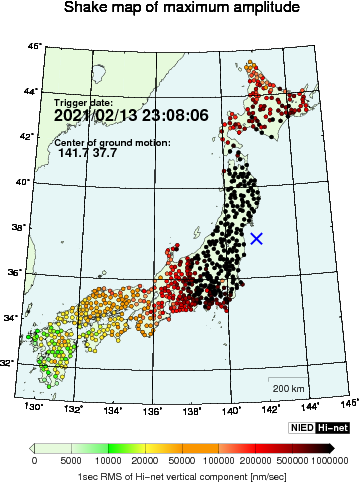 Shake map of maximum amplitude
Trigger date:
2021/02/13 23:08:06
Center of ground motion:
141.7 37.7
46°
44°
42°
40°
38°
36°
34°
32°
130° 132° 134° 136° 138° 140° 142° 144° 145°
200 km
NIED Hi-net
0 5000 10000 20000 50000 100000 200000 500000 1000000
1sec RMS of Hi-net vertical component [nm/sec]